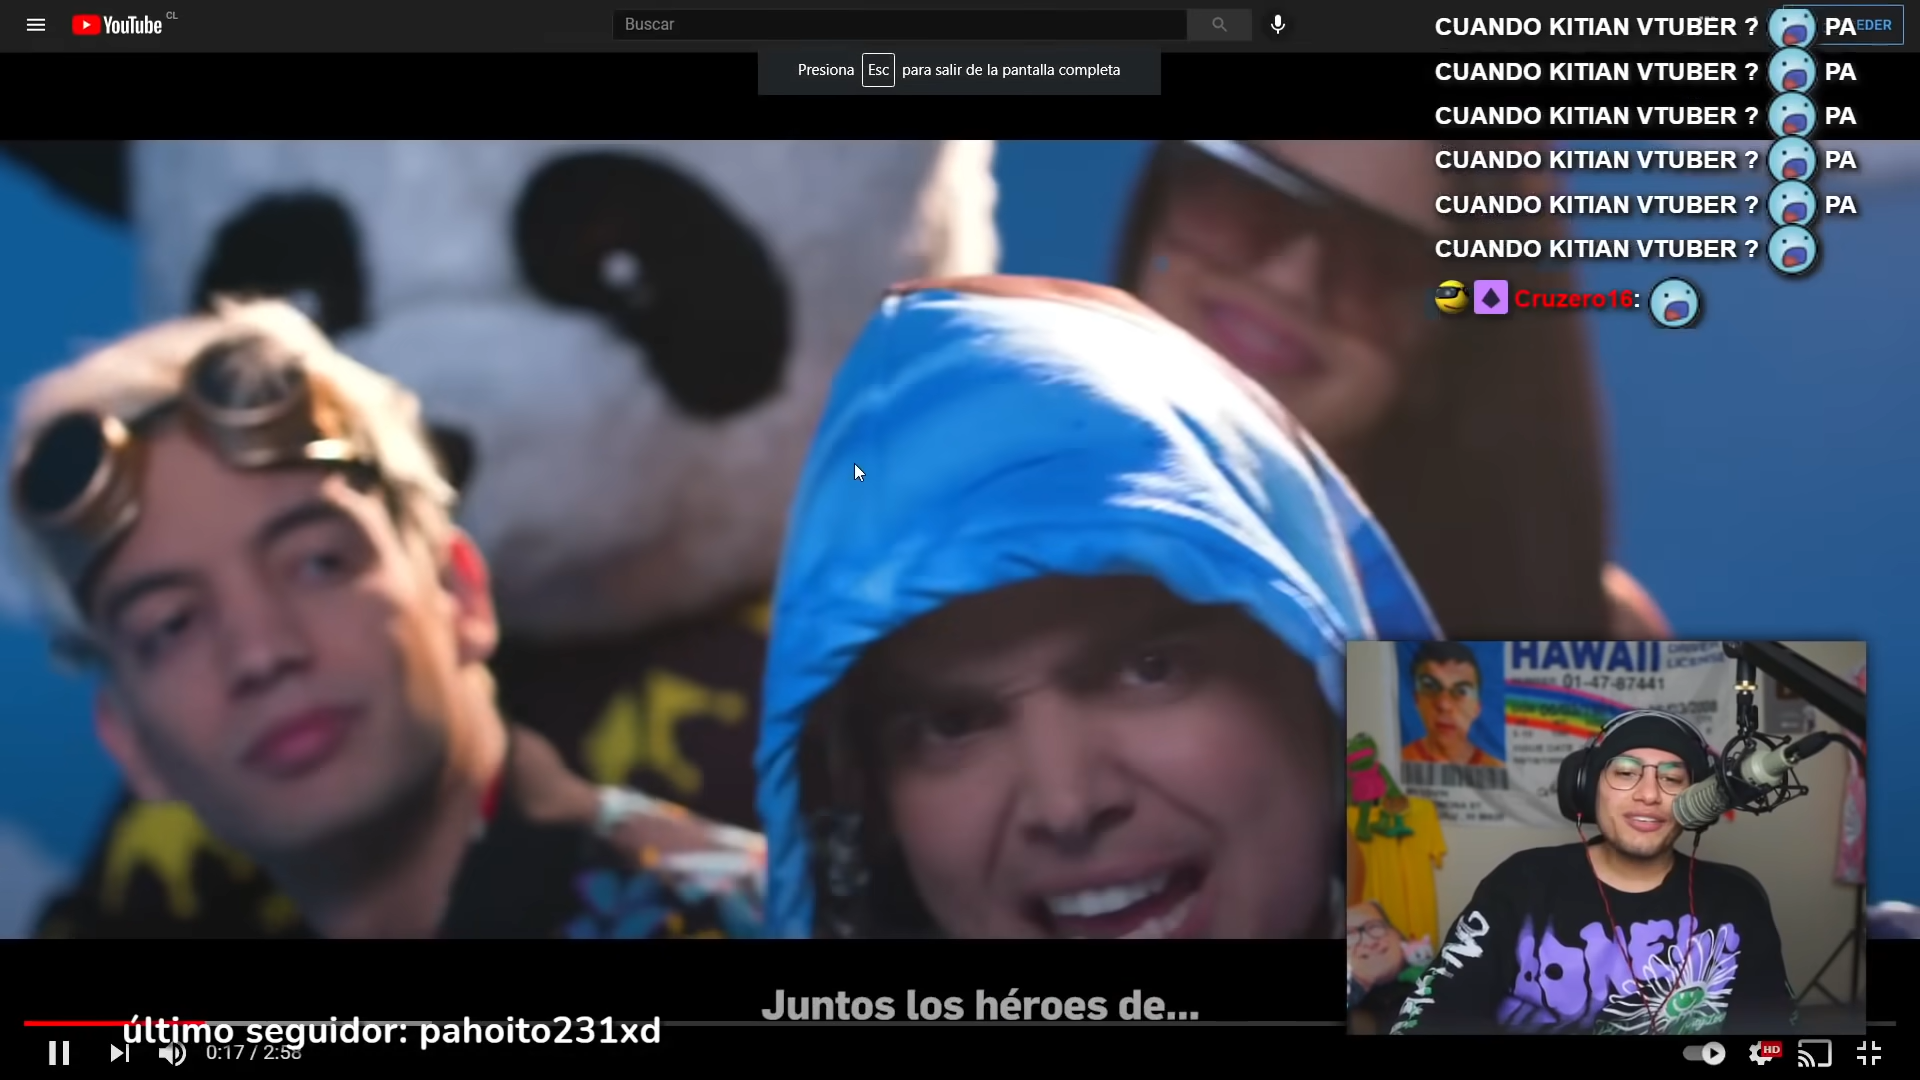 YouTube CL
Buscar
EDER
Presiona Esc para salir de la pantalla completa
CUANDO KITIAN VTUBER ? PA
CUANDO KITIAN VTUBER ? PA
CUANDO KITIAN VTUBER ? PA
CUANDO KITIAN VTUBER ? PA
CUANDO KITIAN VTUBER ? PA
CUANDO KITIAN VTUBER ?
Cruzero16:
HAWAII
01-47-87441
Juntos los héroes de...
último seguidor: pahoito231xd
0:17 / 2:58
HD